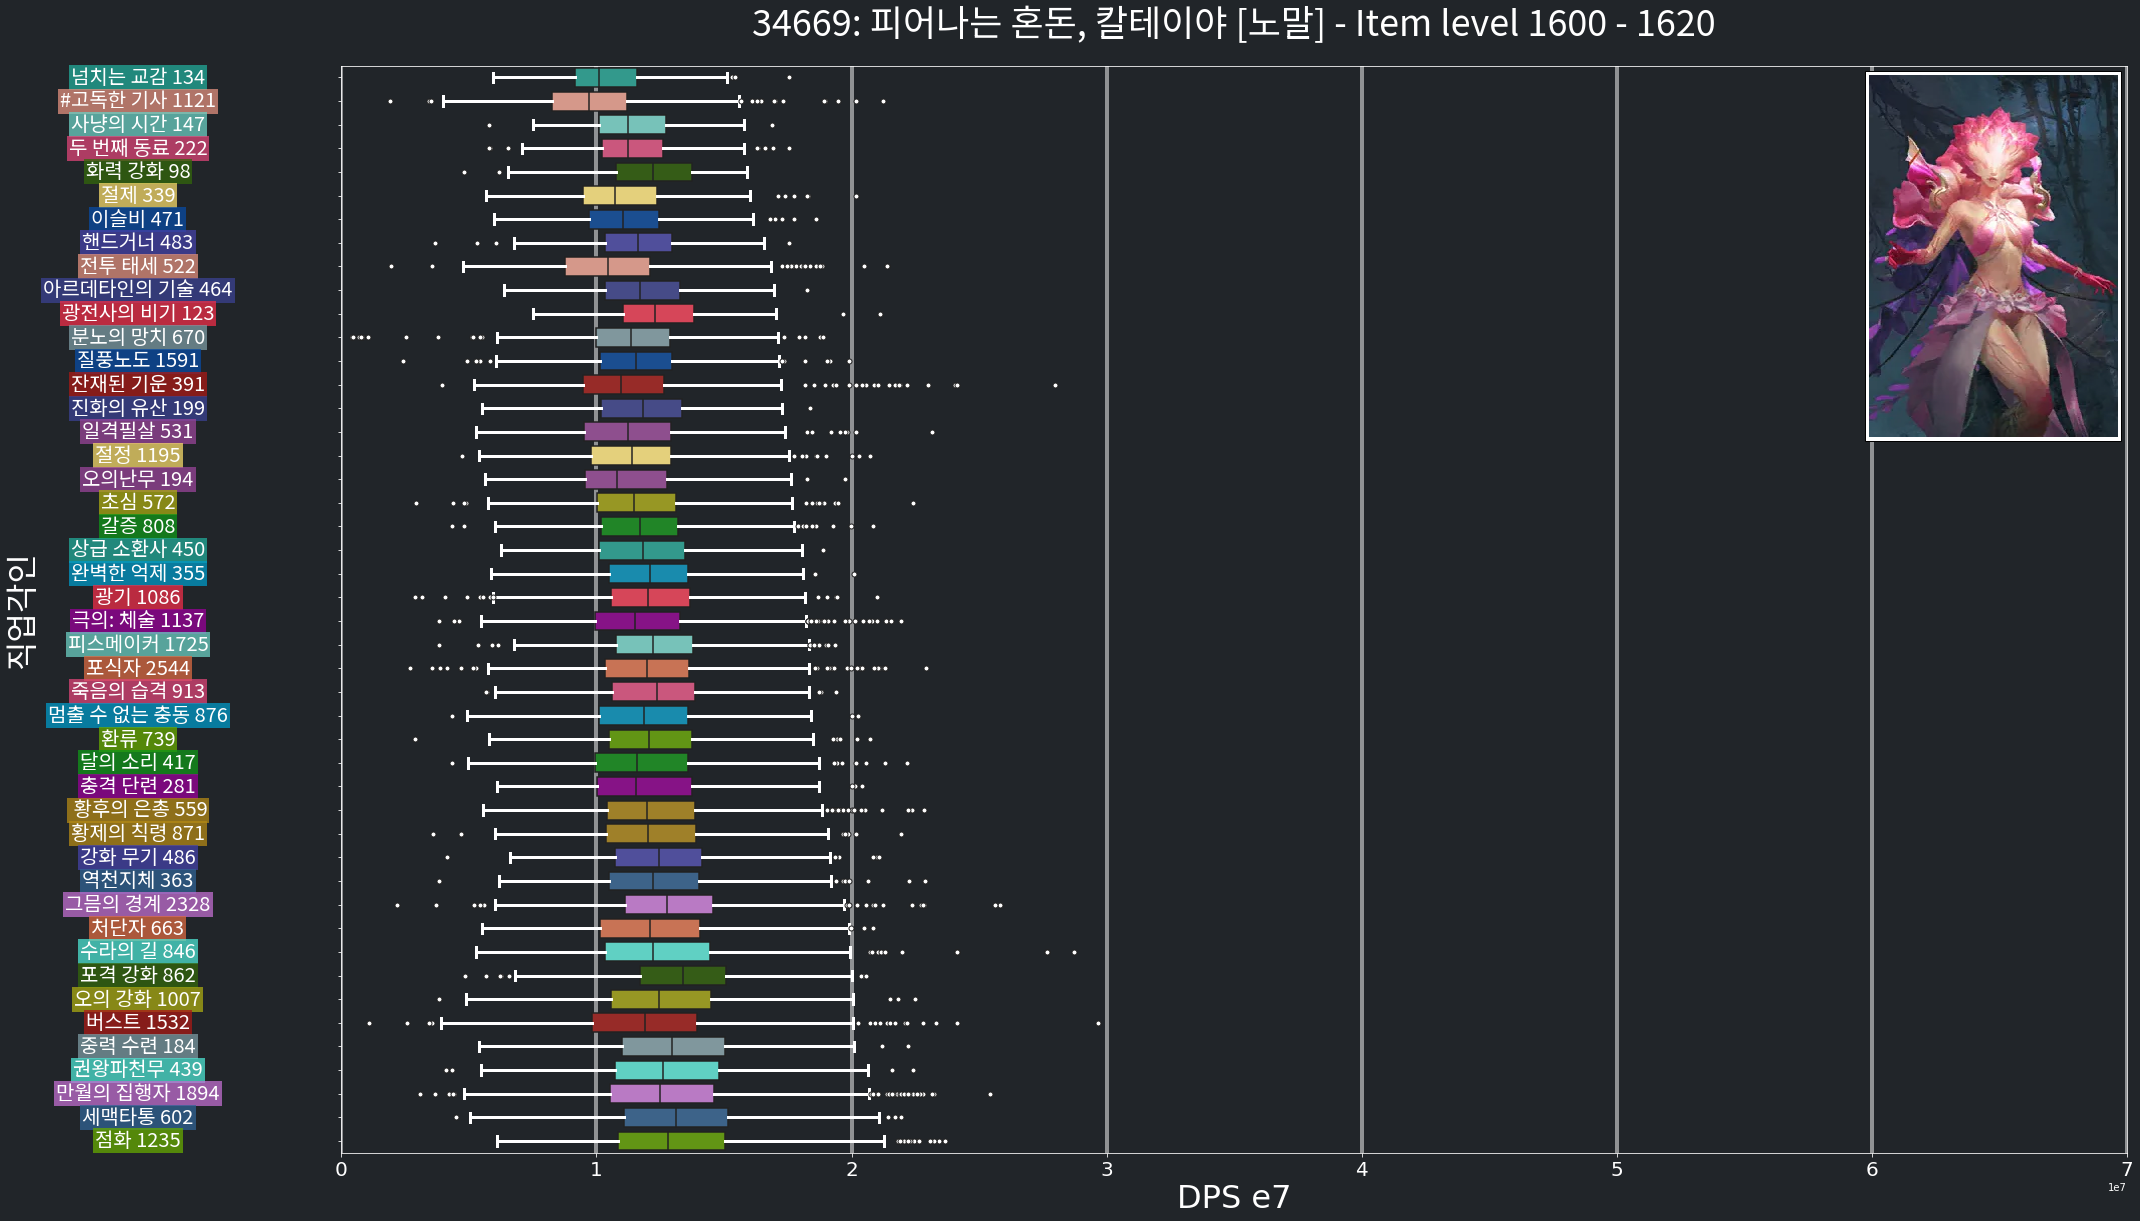 34669: 피어나는 혼돈, 칼테이야 [노말] - Item level 1600 - 1620
직업각인
넘치는 교감 134
#고독한 기사 1121
사냥의 시간 147
두 번째 동료 222
화력 강화 98
절제 339
이슬비 471
핸드거너 483
전투 태세 522
아르데타인의 기술 464
광전사의 비기 123
분노의 망치 670
질풍노도 1591
잔재된 기운 391
진화의 유산 199
일격필살 531
절정 1195
오의난무 194
초심 572
갈증 808
상급 소환사 450
완벽한 억제 355
광기 1086
극의: 체술 1137
피스메이커 1725
포식자 2544
죽음의 습격 913
멈출 수 없는 충동 876
환류 739
달의 소리 417
충격 단련 281
황후의 은총 559
황제의 칙령 871
강화 무기 486
역천지체 363
그믐의 경계 2328
처단자 663
수라의 길 846
포격 강화 862
오의 강화 1007
버스트 1532
중력 수련 184
권왕파천무 439
만월의 집행자 1894
세맥타통 602
점화 1235
0 1 2 3 4 5 6 7
1e7
DPS e7